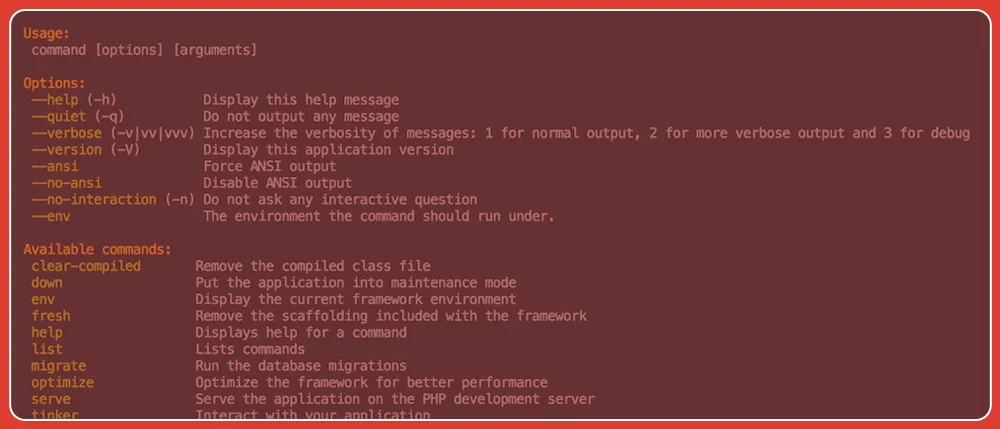 Usage:
command [options] [arguments]
Options:
--help (-h) Display this help message
--quiet (-q) Do not output any message
--verbose (-v|vv|vvv) Increase the verbosity of messages: 1 for normal output, 2 for more verbose output and 3 for debug
--version (-V) Display this application version
--ansi Force ANSI output
--no-ansi Disable ANSI output
--no-interaction (-n) Do not ask any interactive question
--env The environment the command should run under.
Available commands:
clear-compiled Remove the compiled class file
down Put the application into maintenance mode
env Display the current framework environment
fresh Remove the scaffolding included with the framework
help Displays help for a command
list Lists commands
migrate Run the database migrations
optimize Optimize the framework for better performance
serve Serve the application on the PHP development server
tinker Interact with your application